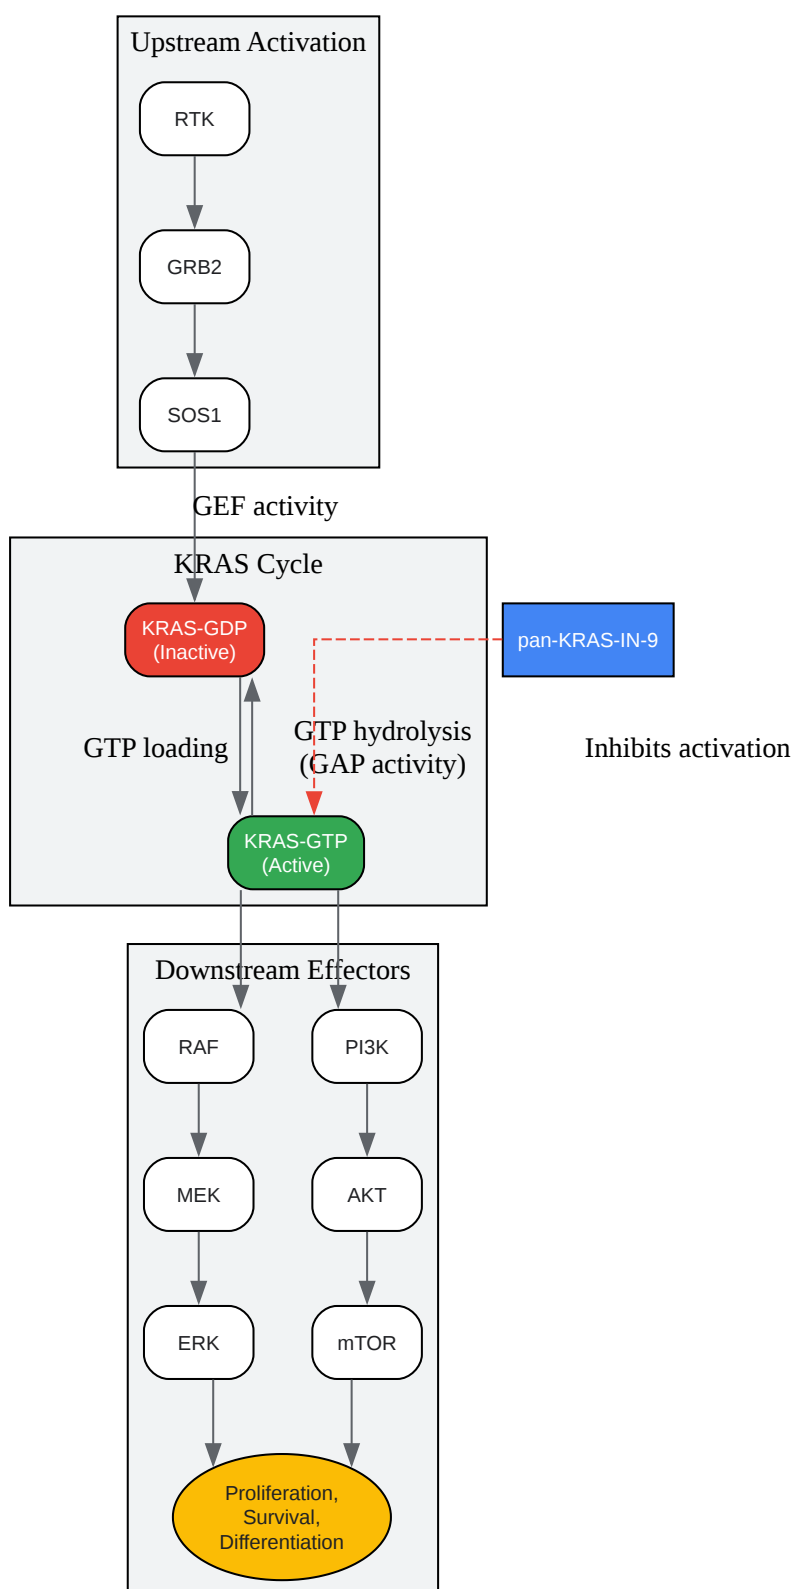 Upstream Activation
RTK
GRB2
SOS1
GEF activity
KRAS Cycle
KRAS-GDP
(Inactive)
pan-KRAS-IN-9
GTP loading
GTP hydrolysis
(GAP activity)
Inhibits activation
KRAS-GTP
(Active)
Downstream Effectors
RAF
PI3K
MEK
AKT
ERK
mTOR
Proliferation,
Survival,
Differentiation